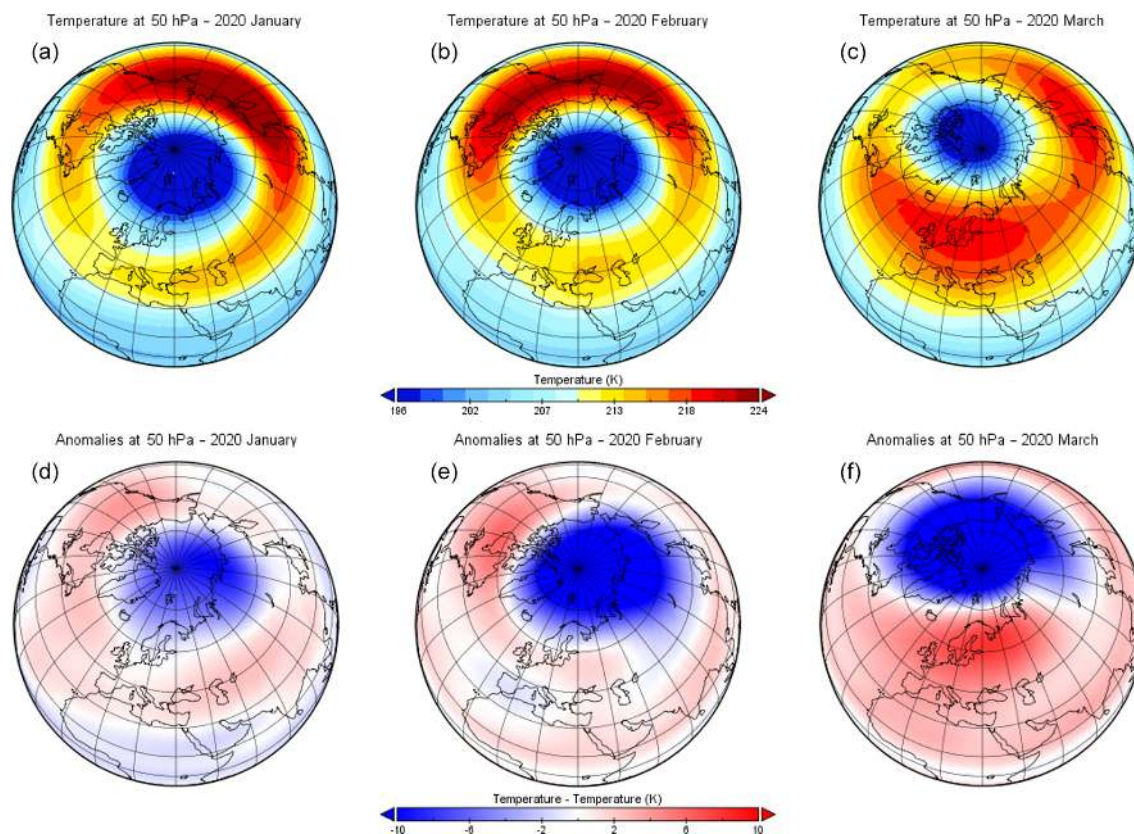 Temperature at 50 hPa – 2020 January
Temperature at 50 hPa – 2020 February
Temperature at 50 hPa – 2020 March
(a)
(b)
(c)
Temperature (K)
196 202 207 213 218 224
Anomalies at 50 hPa – 2020 January
Anomalies at 50 hPa – 2020 February
Anomalies at 50 hPa – 2020 March
(d)
(e)
(f)
Temperature – Temperature (K)
-10 -6 -2 2 6 10